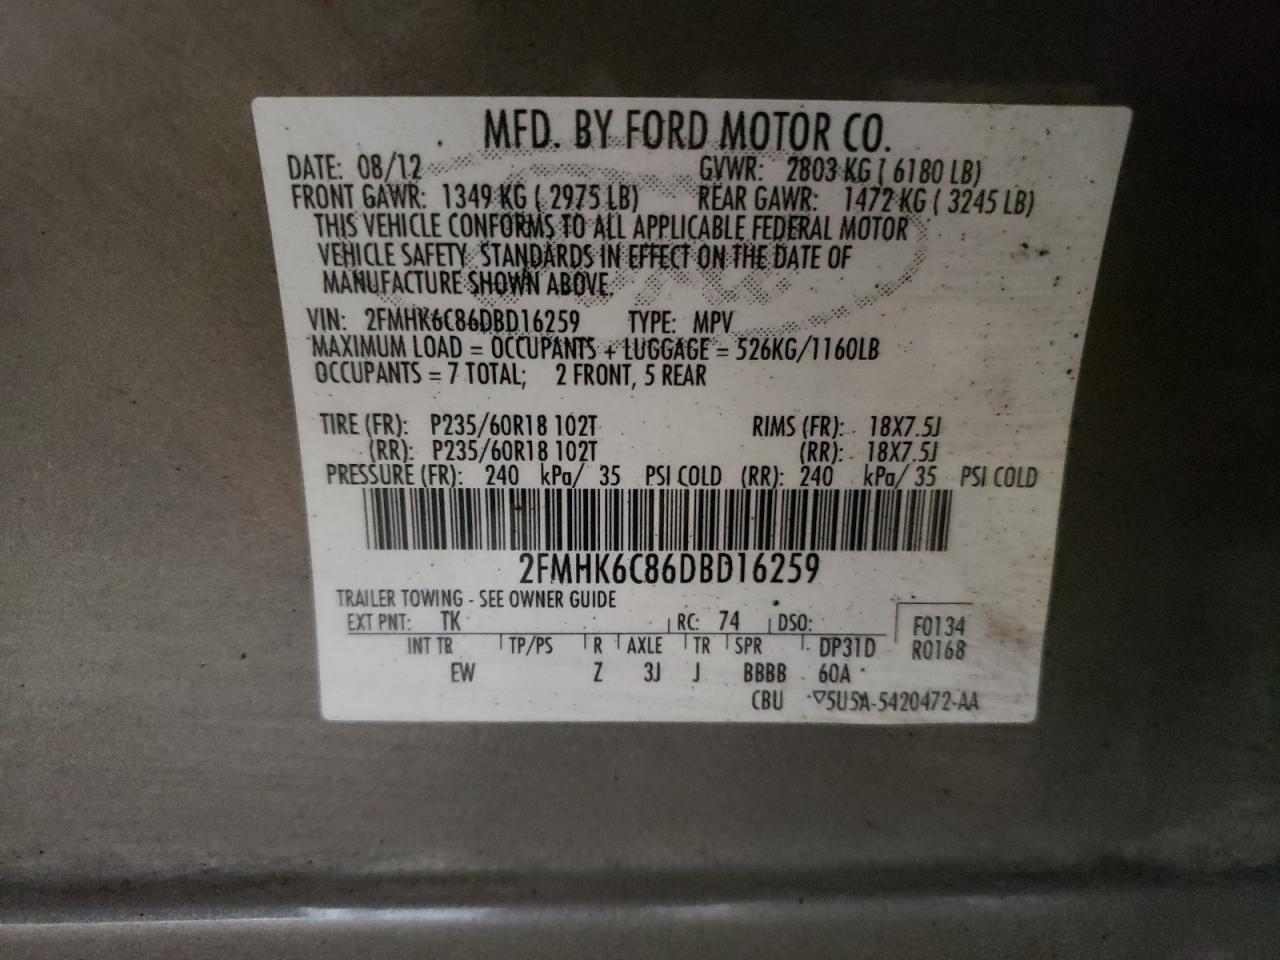 MFD. BY FORD MOTOR CO.
DATE: 08/12 GVWR: 2803 KG ( 6180 LB)
FRONT GAWR: 1349 KG ( 2975 LB) REAR GAWR: 1472 KG ( 3245 LB)
THIS VEHICLE CONFORMS TO ALL APPLICABLE FEDERAL MOTOR
VEHICLE SAFETY STANDARDS IN EFFECT ON THE DATE OF
MANUFACTURE SHOWN ABOVE.
VIN: 2FMHK6C86DBD16259 TYPE: MPV
MAXIMUM LOAD = OCCUPANTS + LUGGAGE = 526KG/1160LB
OCCUPANTS = 7 TOTAL; 2 FRONT, 5 REAR
TIRE (FR): P235/60R18 102T RIMS (FR): 18X7.5J
(RR): P235/60R18 102T (RR): 18X7.5J
PRESSURE (FR): 240 kPa/ 35 PSI COLD (RR): 240 kPa/ 35 PSI COLD
2FMHK6C86DBD16259
TRAILER TOWING - SEE OWNER GUIDE
EXT PNT: TK RC: 74 DSO: F0134
INT TR TP/PS R AXLE TR SPR DP31D R0168
EW Z 3J J BBBB 60A
CBU ▽5U5A-5420472-AA